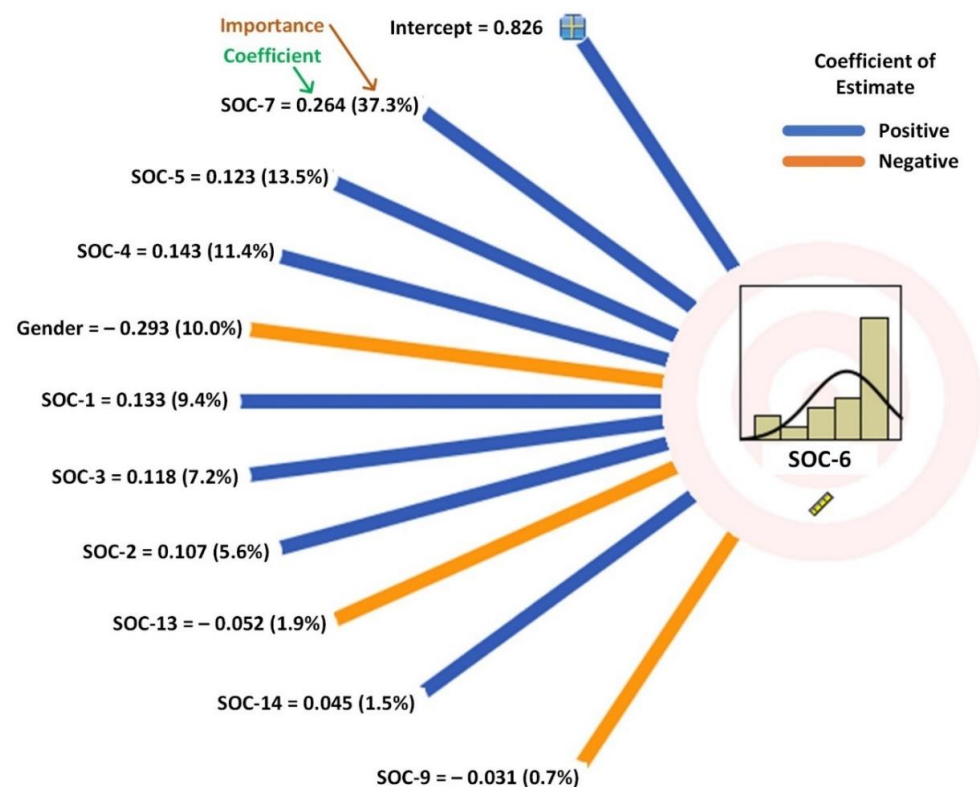 Importance
Coefficient
Intercept = 0.826
SOC-7 = 0.264 (37.3%)
SOC-5 = 0.123 (13.5%)
SOC-4 = 0.143 (11.4%)
Gender = – 0.293 (10.0%)
SOC-1 = 0.133 (9.4%)
SOC-3 = 0.118 (7.2%)
SOC-2 = 0.107 (5.6%)
SOC-13 = – 0.052 (1.9%)
SOC-14 = 0.045 (1.5%)
SOC-9 = – 0.031 (0.7%)
Coefficient of
Estimate
Positive
Negative
SOC-6